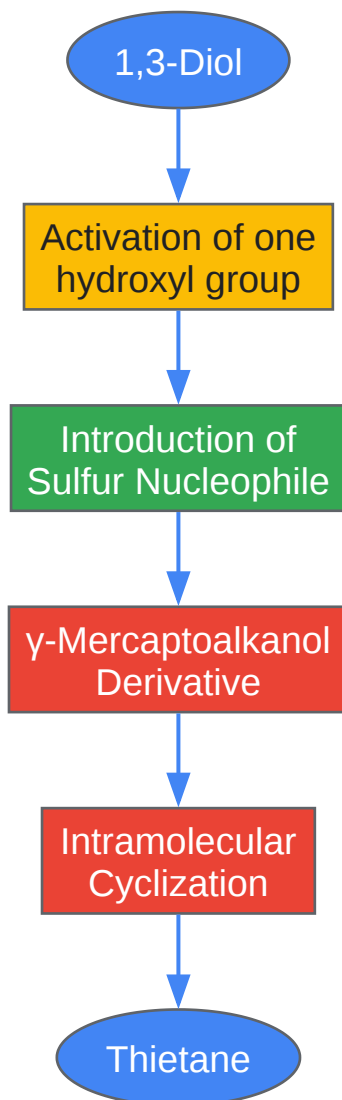 1,3-Diol
Activation of one
hydroxyl group
Introduction of
Sulfur Nucleophile
γ-Mercaptoalkanol
Derivative
Intramolecular
Cyclization
Thietane